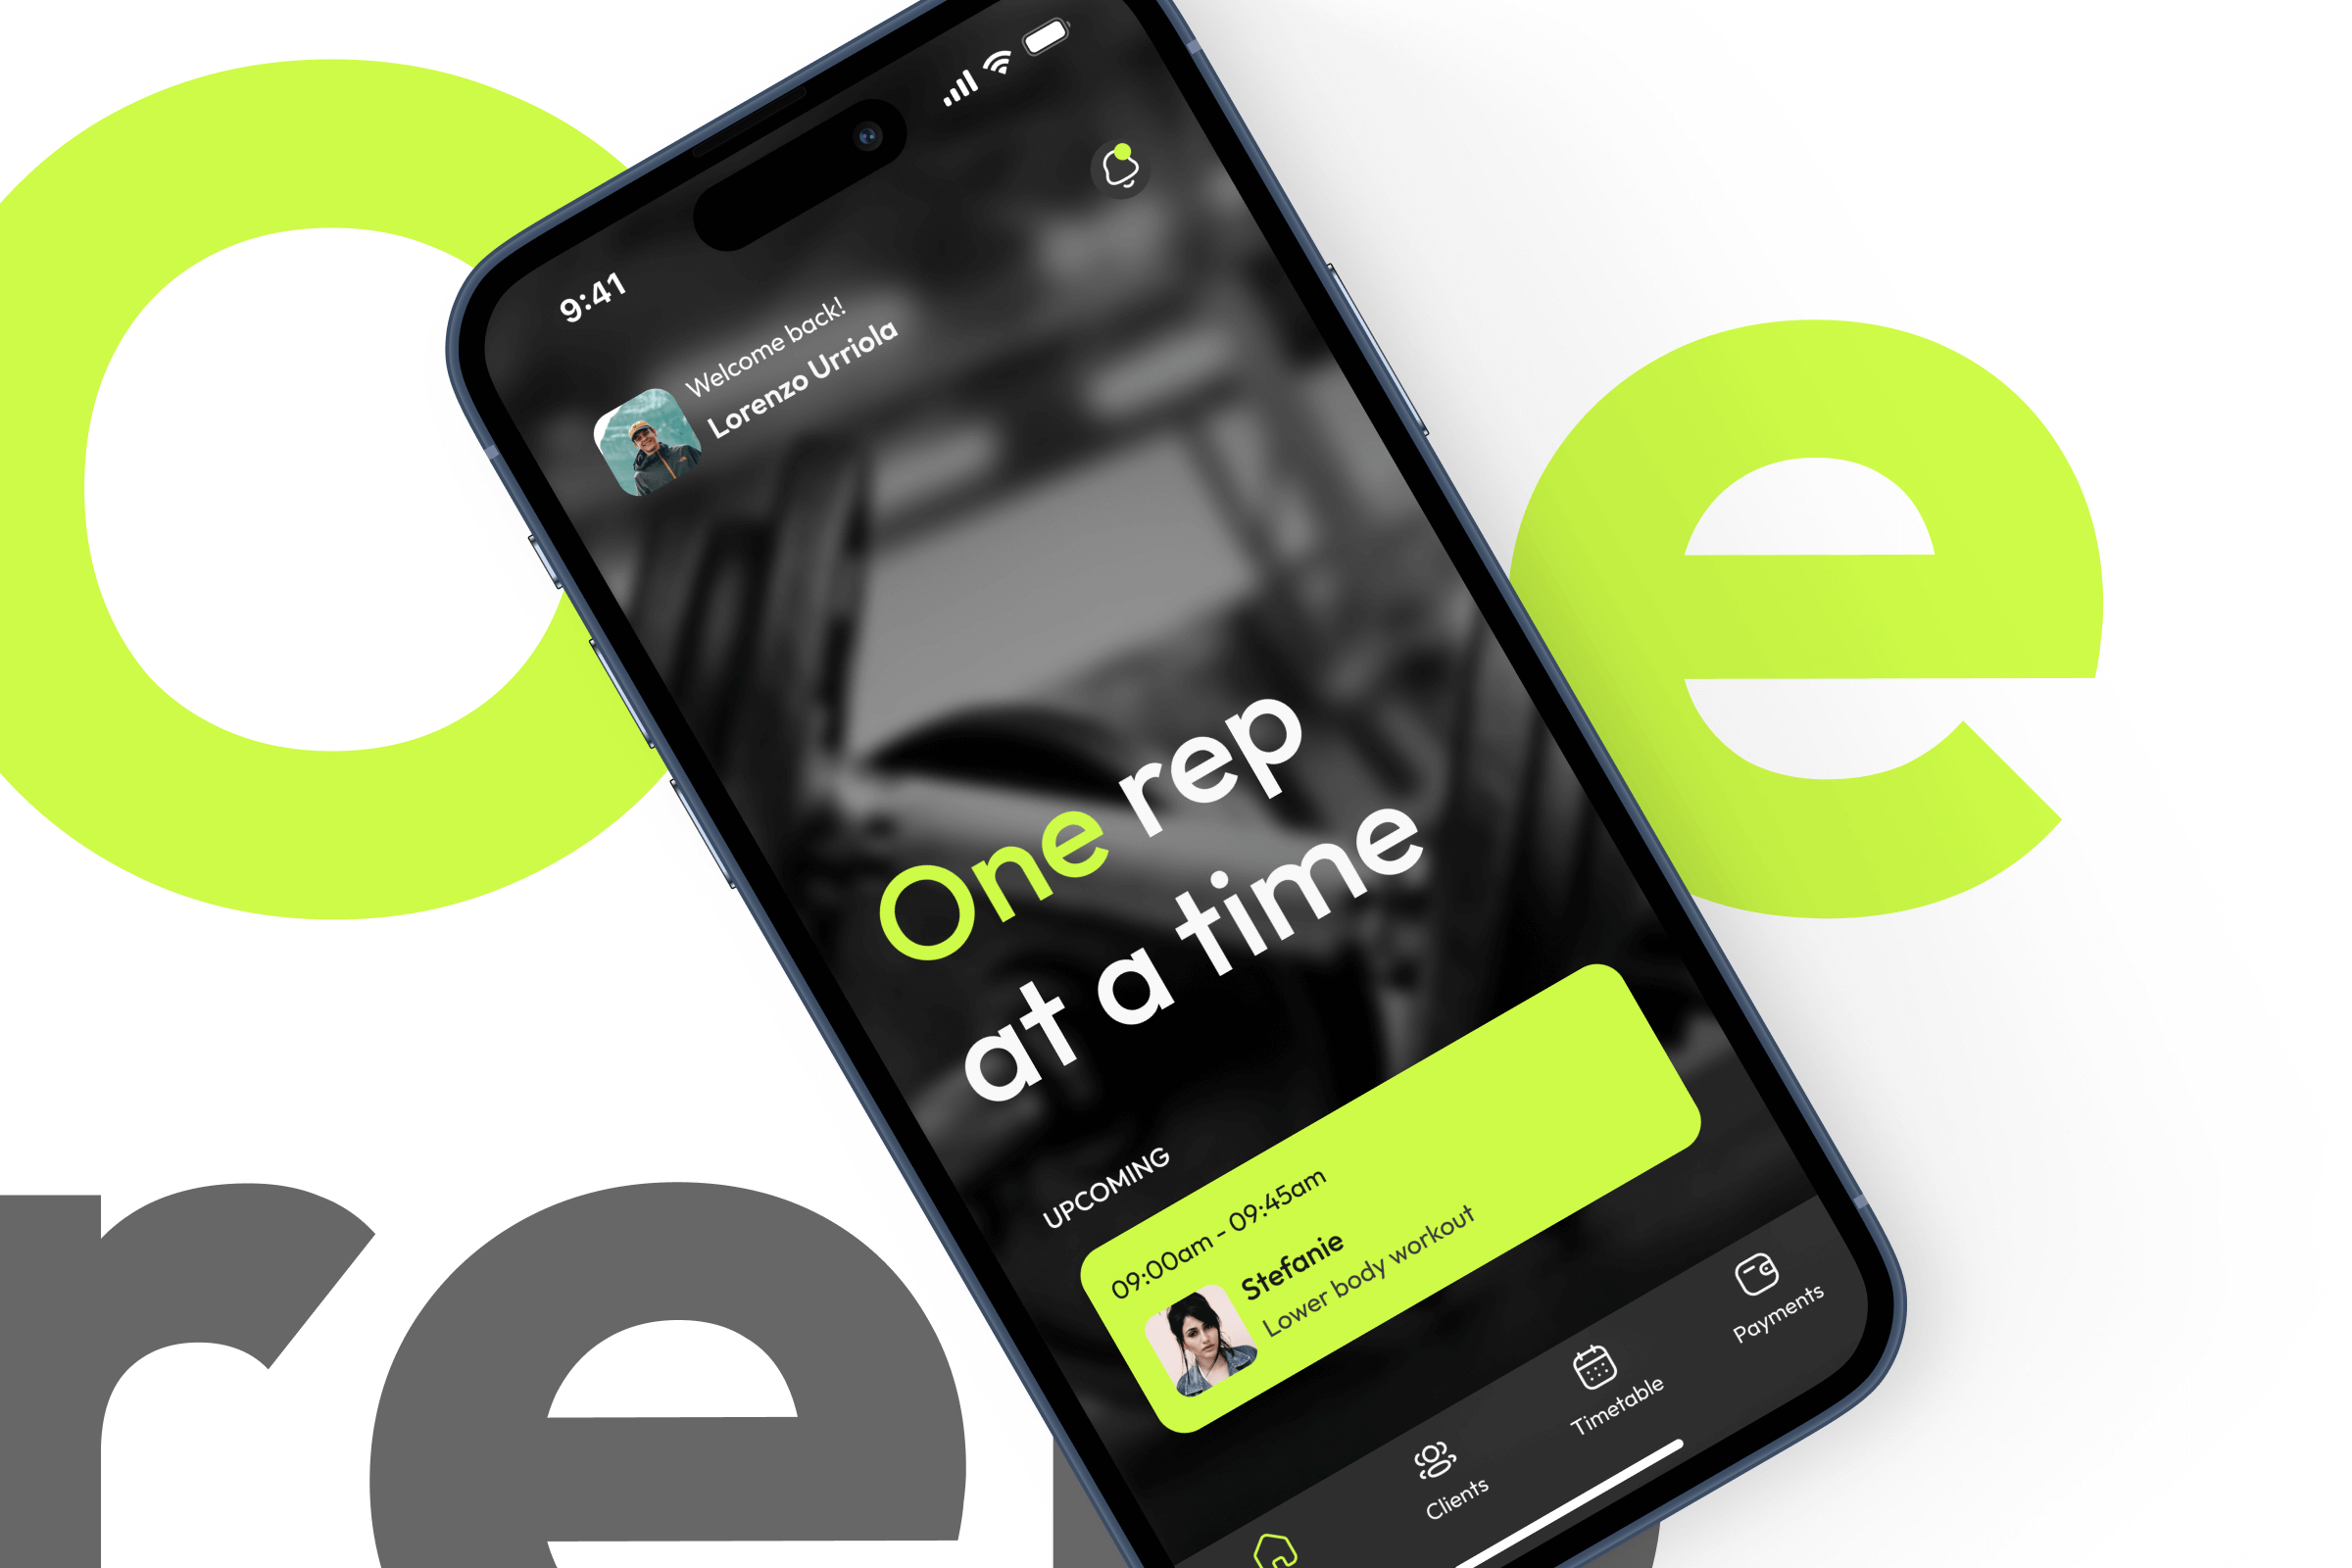 One
rep
9:41
Welcome back!
Lorenzo Urriola
One rep
at a time
UPCOMING
09:00am - 09:45am
Stefanie
Lower body workout
Clients
Timetable
Payments